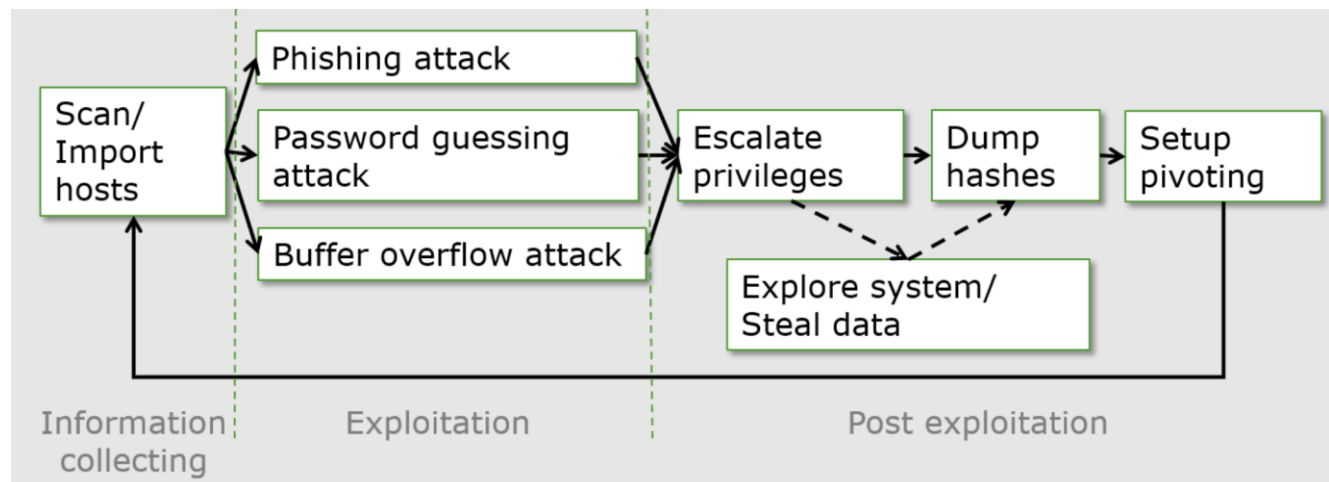 Phishing attack
Scan/
Import
hosts
Password guessing
attack
Buffer overflow attack
Escalate
privileges
Dump
hashes
Setup
pivoting
Explore system/
Steal data
Information
collecting
Exploitation
Post exploitation